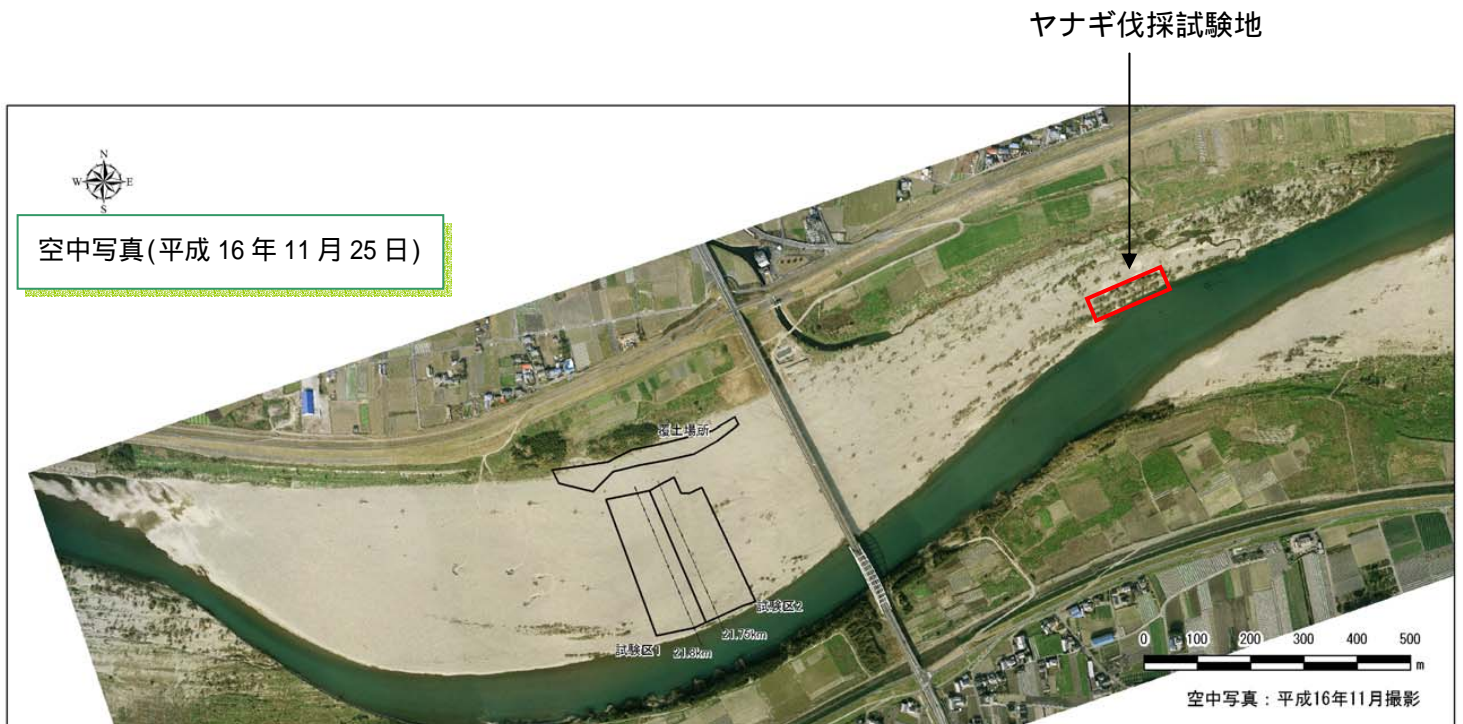 ヤナギ伐採試験地
N
W
E
S
空中写真(平成 16 年 11 月 25 日)
覆土場所
試験区2
21.75km
試験区1
21.8km
0 100 200 300 400 500
m
空中写真：平成16年11月撮影